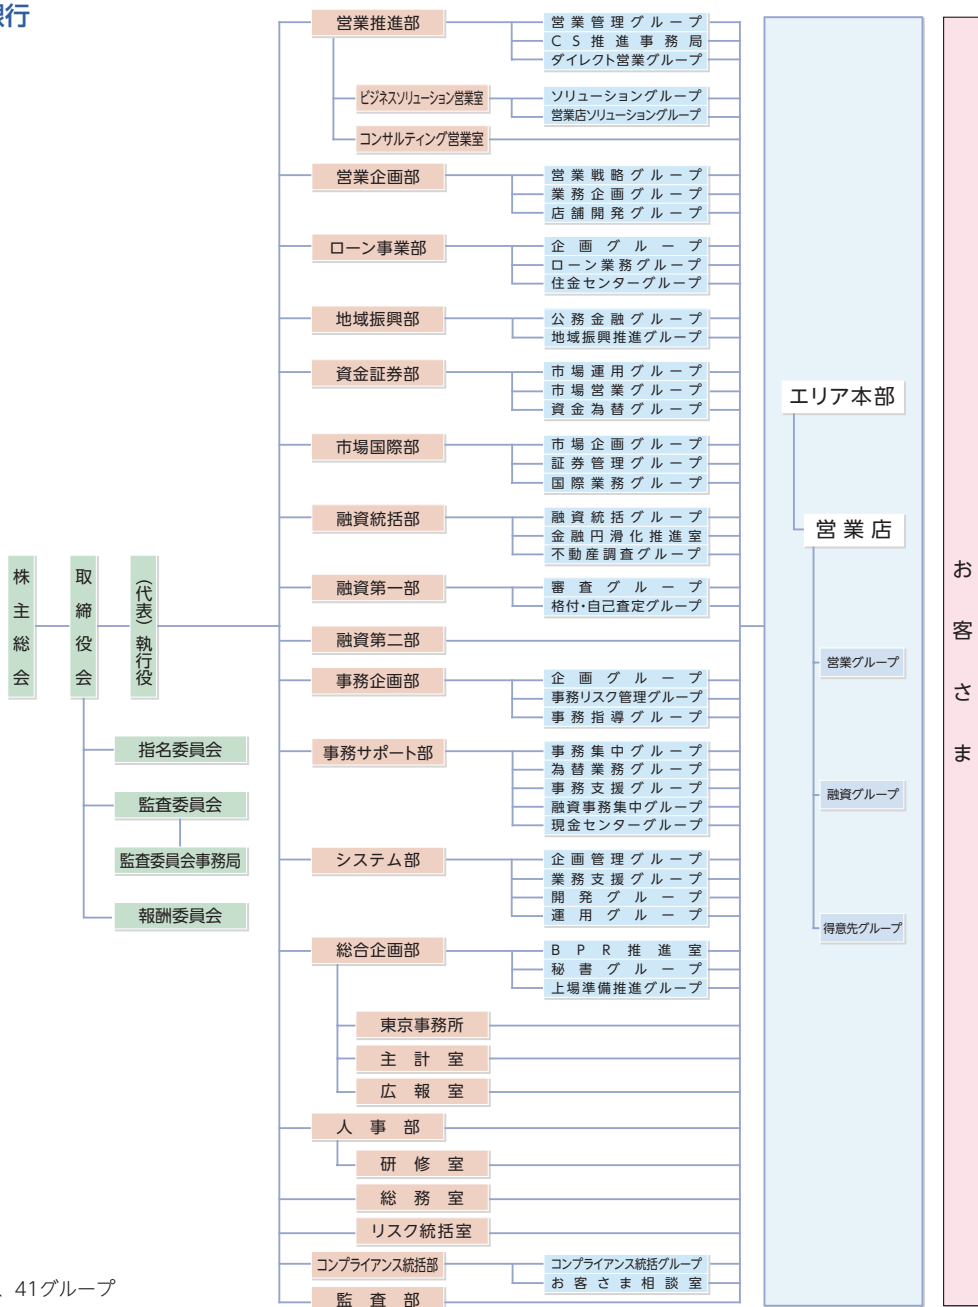 銀行
営業推進部
営業管理グループ
CS推進事務局
ダイレクト営業グループ
ビジネスソリューション営業室
ソリューショングループ
営業店ソリューショングループ
コンサルティング営業室
営業企画部
営業戦略グループ
業務企画グループ
店舗開発グループ
ローン事業部
企画グループ
ローン業務グループ
住金センターグループ
地域振興部
公務金融グループ
地域振興推進グループ
資金証券部
市場運用グループ
市場営業グループ
資金為替グループ
市場国際部
市場企画グループ
証券管理グループ
国際業務グループ
融資統括部
融資統括グループ
金融円滑化推進室
不動産調査グループ
融資第一部
審査グループ
格付・自己査定グループ
融資第二部
事務企画部
企画グループ
事務リスク管理グループ
事務指導グループ
事務サポート部
事務集中グループ
為替業務グループ
事務支援グループ
融資事務集中グループ
現金センターグループ
システム部
企画管理グループ
業務支援グループ
開発グループ
運用グループ
総合企画部
BPR推進室
秘書グループ
上場準備推進グループ
東京事務所
主計室
広報室
人事部
研修室
総務室
リスク統括室
コンプライアンス統括部
コンプライアンス統括グループ
お客さま相談室
監査部
株主総会
取締役会
（代表）執行役
指名委員会
監査委員会
監査委員会事務局
報酬委員会
エリア本部
営業店
営業グループ
融資グループ
得意先グループ
お客さま
、41グループ